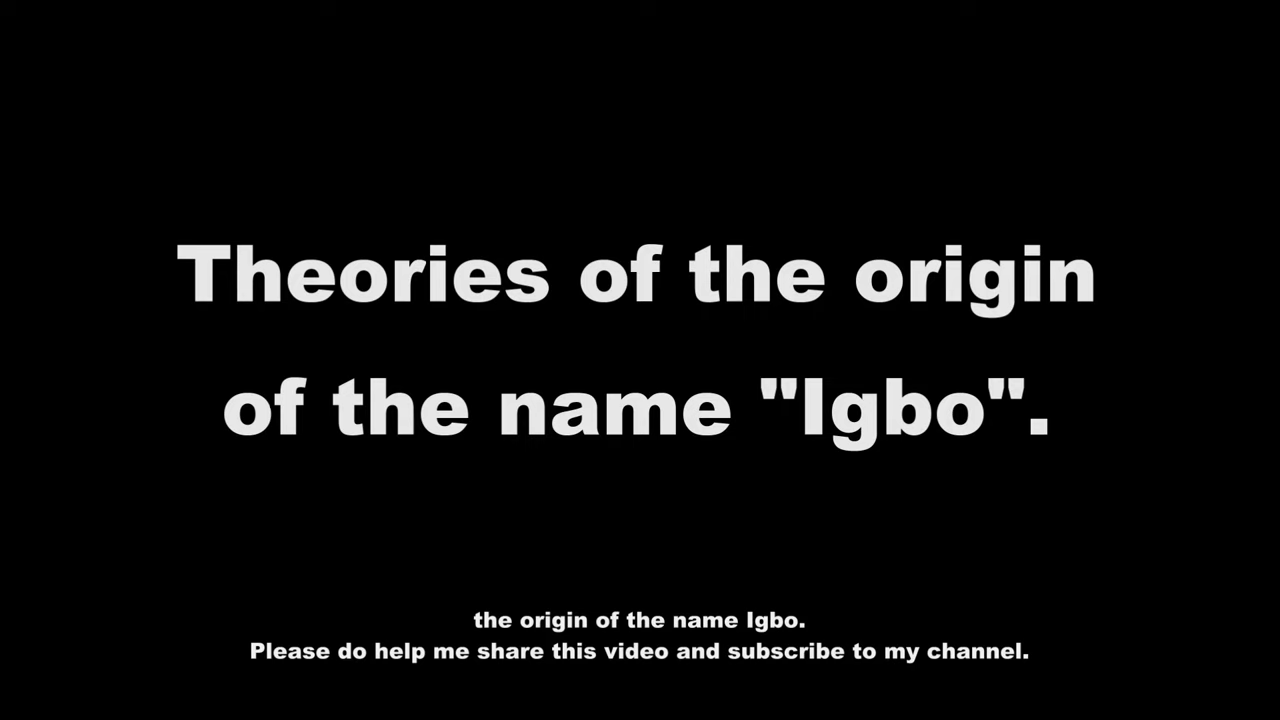 Theories of the origin
of the name "Igbo".
the origin of the name Igbo.
Please do help me share this video and subscribe to my channel.